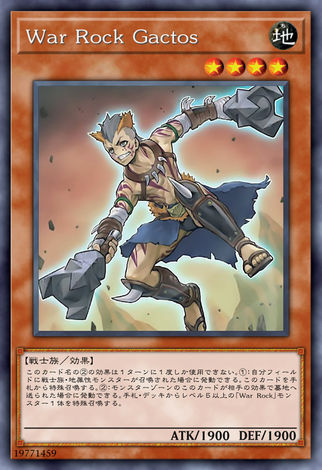 War Rock Gactos
地
【戦士族／効果】
このカード名の②の効果は１ターンに１度しか使用できない。①：自分フィール
ドに戦士族・地属性モンスターが召喚された場合に発動できる。このカードを手
札から特殊召喚する。②：モンスターゾーンのこのカードが相手の効果で墓地へ
送られた場合に発動できる。手札・デッキからレベル５以上の「War Rock」モン
スター１体を特殊召喚する。
ATK/1900 DEF/1900
19771459